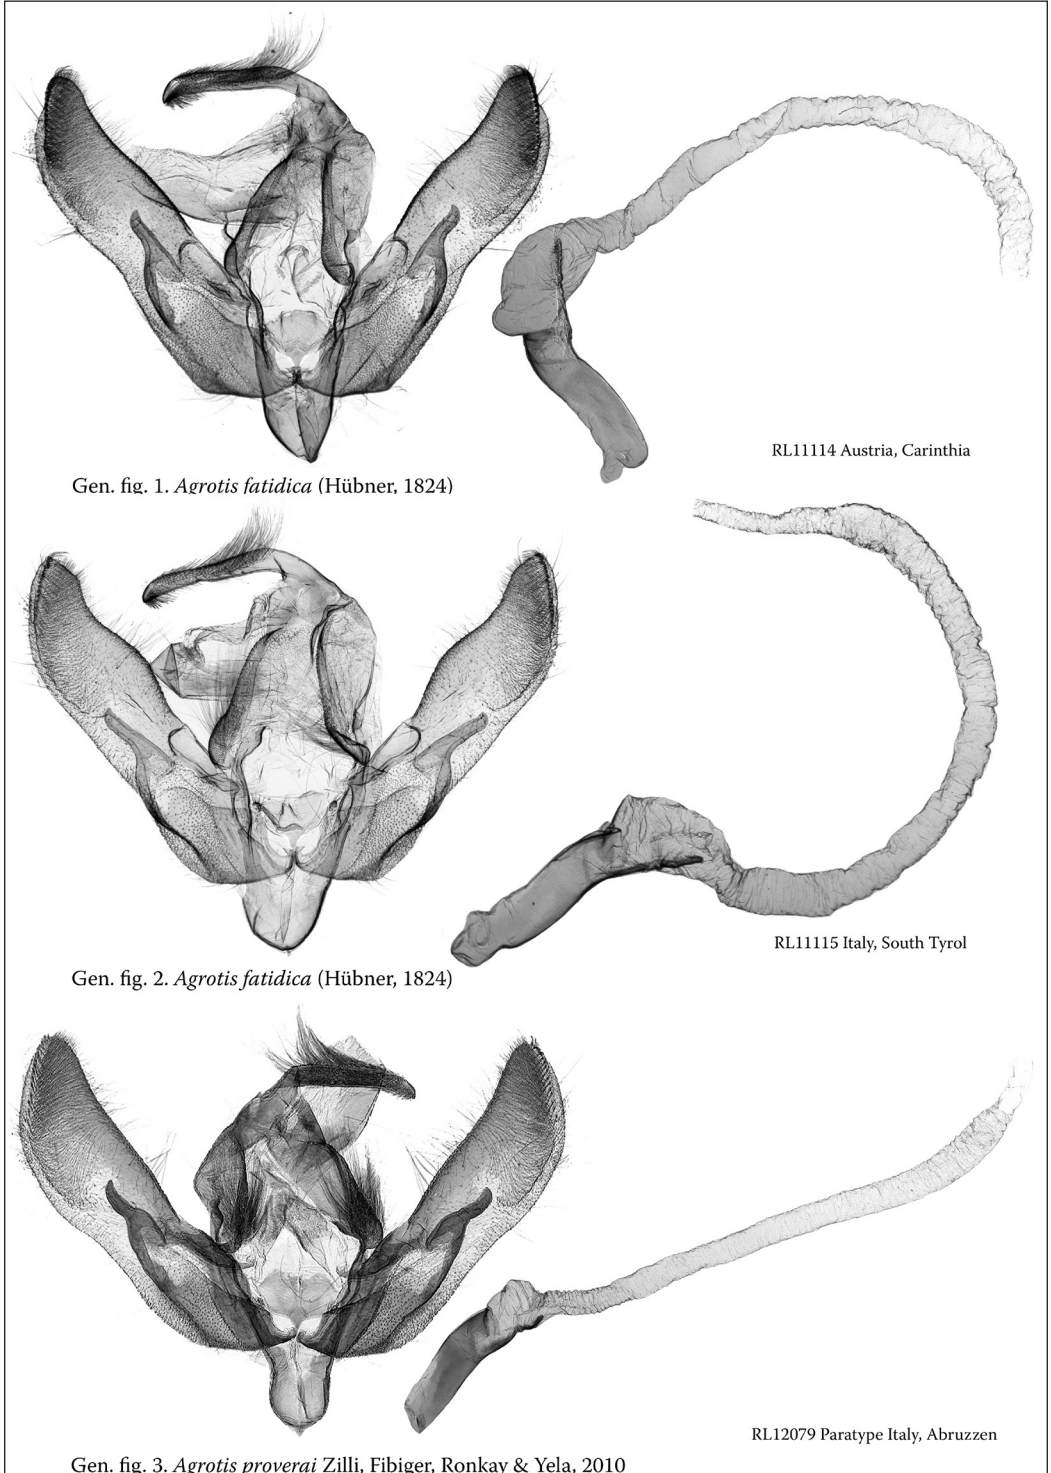 RL11114 Austria, Carinthia
Gen. fig. 1. Agrotis fatidica (Hübner, 1824)
RL11115 Italy, South Tyrol
Gen. fig. 2. Agrotis fatidica (Hübner, 1824)
RL12079 Paratype Italy, Abruzzen
Gen. fig. 3. Agrotis proverai Zilli, Fibiger, Ronkay & Yela, 2010